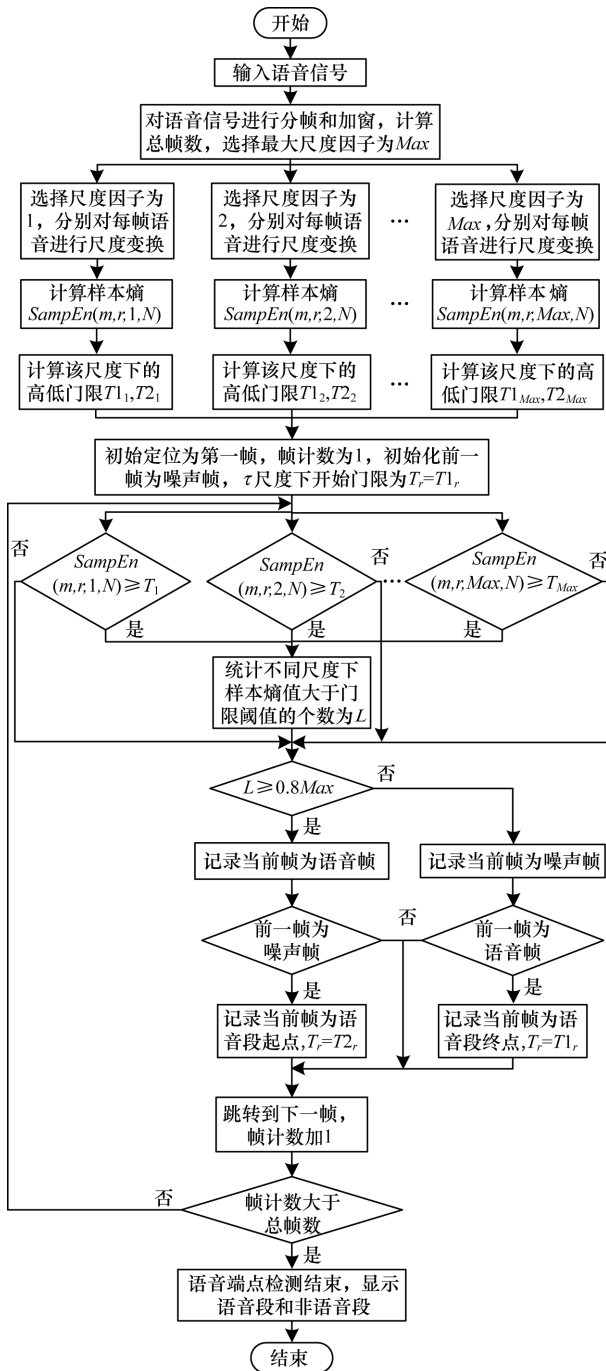 开始
输入语音信号
对语音信号进行分帧和加窗，计算
总帧数，选择最大尺度因子为Max
选择尺度因子为
1，分别对每帧语
音进行尺度变换
选择尺度因子为
2，分别对每帧语
音进行尺度变换
…
选择尺度因子为
Max，分别对每帧
语音进行尺度变换
计算样本熵
SampEn(m,r,1,N)
计算样本熵
SampEn(m,r,2,N)
…
计算样本熵
SampEn(m,r,Max,N)
计算该尺度下的
高低门限T1₁,T2₁
计算该尺度下的
高低门限T1₂,T2₂
…
计算该尺度下的高
低门限T1Max,T2Max
初始定位为第一帧，帧计数为1，初始化前一
帧为噪声帧，τ尺度下开始门限为Tr=T1r
否
SampEn
(m,r,1,N)≥T₁
是
SampEn
(m,r,2,N)≥T₂
否
是
…
SampEn
(m,r,Max,N)≥TMax
否
是
统计不同尺度下
样本熵值大于门
限阈值的个数为L
L≥0.8Max
否
是
记录当前帧为语音帧
记录当前帧为噪声帧
前一帧为
噪声帧
否
前一帧为
语音帧
是
是
记录当前帧为语
音段起点,Tr=T2r
记录当前帧为语
音段终点,Tr=T1r
跳转到下一帧，
帧计数加1
否
帧计数大于
总帧数
是
语音端点检测结束，显示
语音段和非语音段
结束